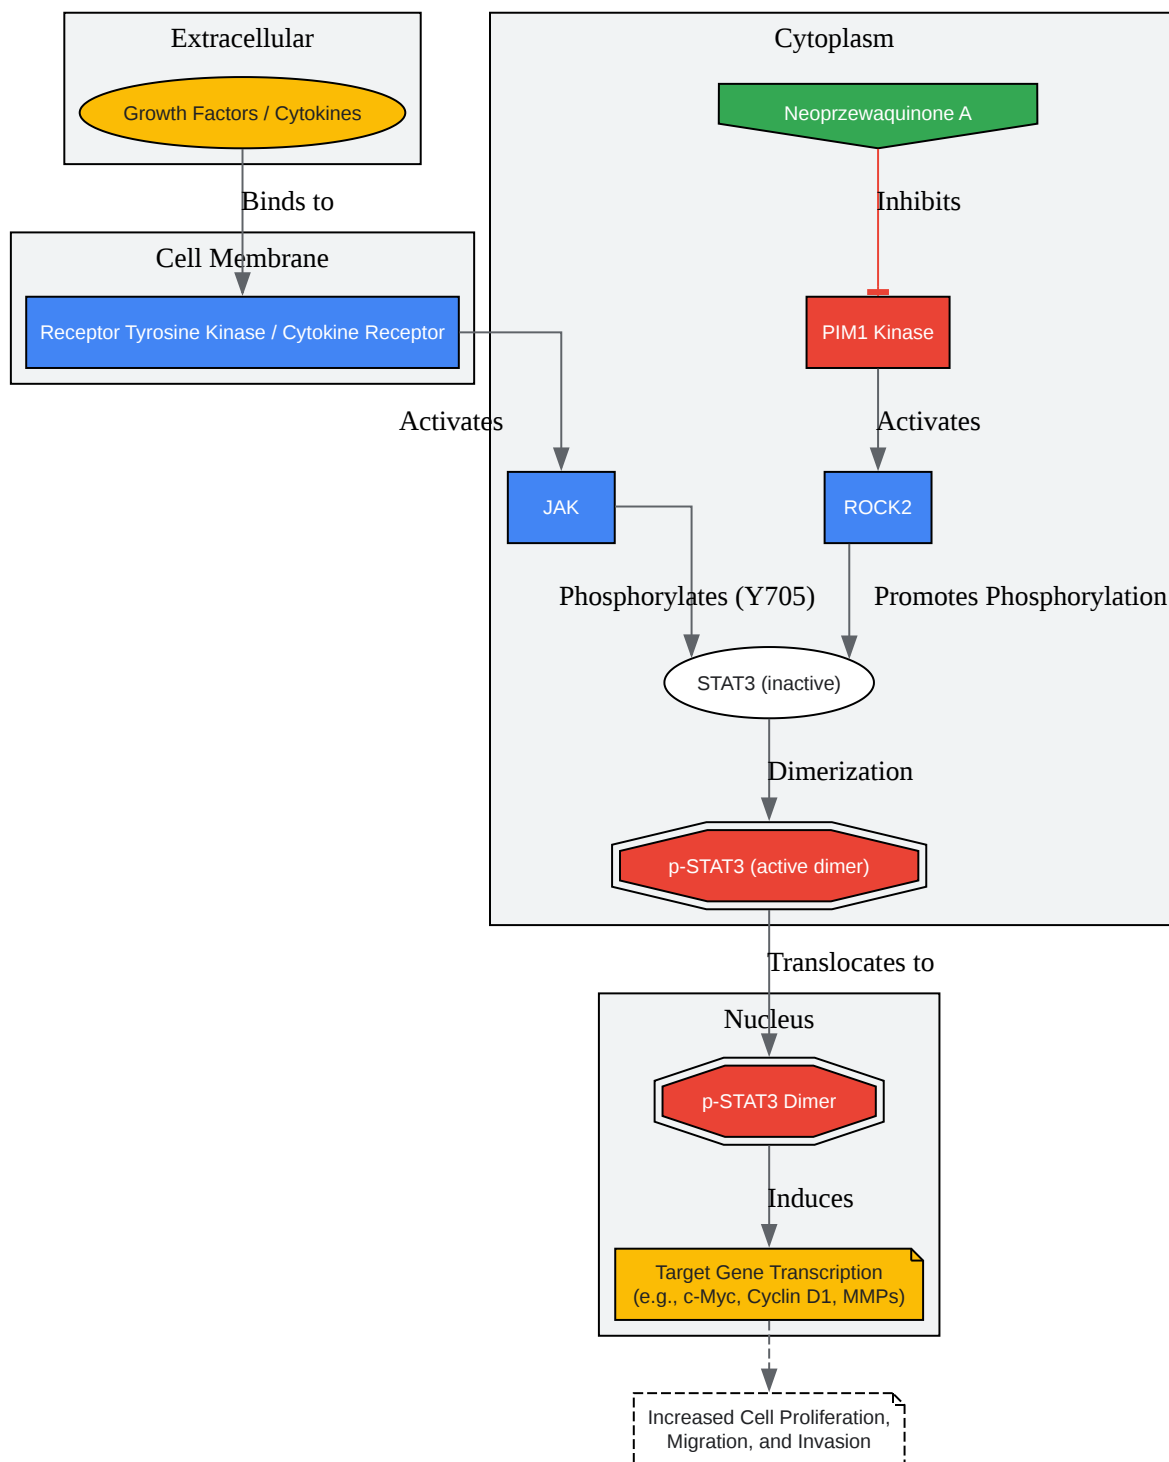 Extracellular
Growth Factors / Cytokines
Cytoplasm
Neoprzewaquinone A
Binds to
Inhibits
Cell Membrane
Receptor Tyrosine Kinase / Cytokine Receptor
PIM1 Kinase
Activates
Activates
JAK
ROCK2
Phosphorylates (Y705)
Promotes Phosphorylation
STAT3 (inactive)
Dimerization
p-STAT3 (active dimer)
Translocates to
Nucleus
p-STAT3 Dimer
Induces
Target Gene Transcription
(e.g., c-Myc, Cyclin D1, MMPs)
Increased Cell Proliferation,
Migration, and Invasion